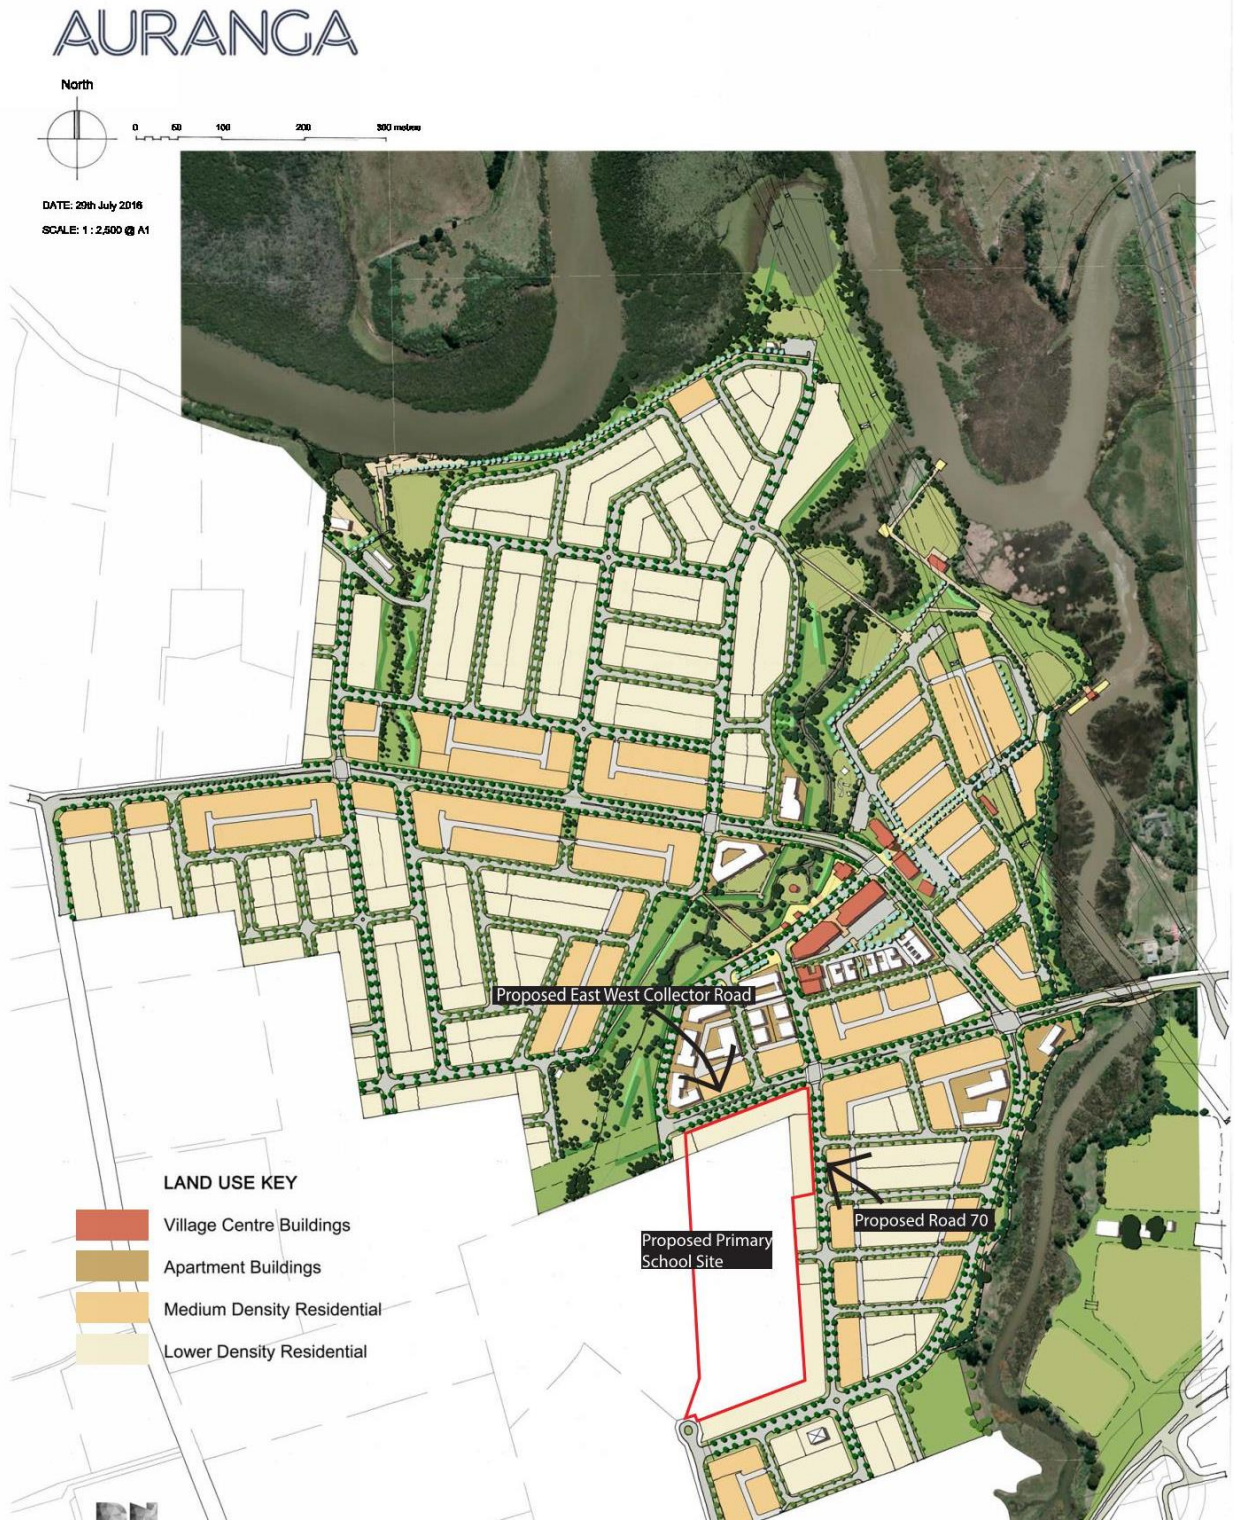 AURANGA
North
0 50 100 200 300 metres
DATE: 29th July 2016
SCALE: 1 : 2,500 @ A1
Proposed East West Collector Road
Proposed Road 70
Proposed Primary
School Site
LAND USE KEY
Village Centre Buildings
Apartment Buildings
Medium Density Residential
Lower Density Residential